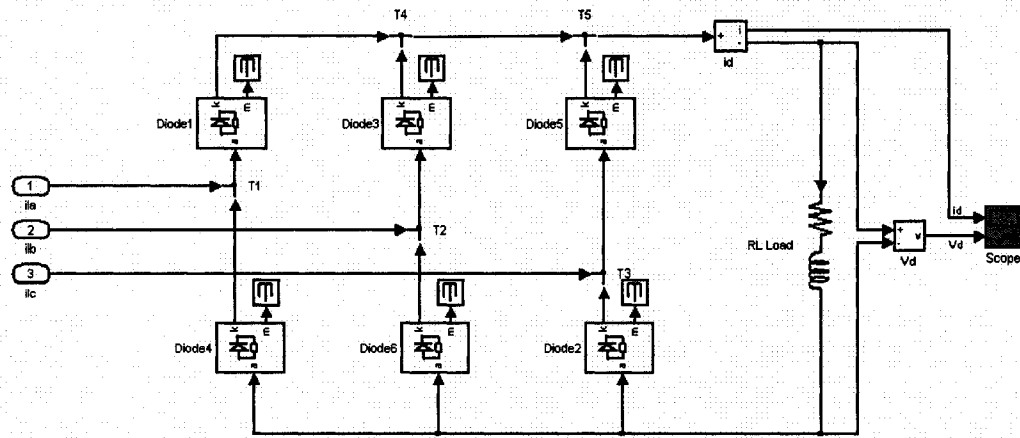 T4
T5
+
i
-
id
k
m
k
m
k
m
Diode1
Diode3
Diode5
a
a
a
1
ila
T1
2
ilb
T2
3
ilc
T3
id
RL Load
+
-
v
Vd
Vd
Scope
k
m
k
m
k
m
Diode4
Diode6
Diode2
a
a
a